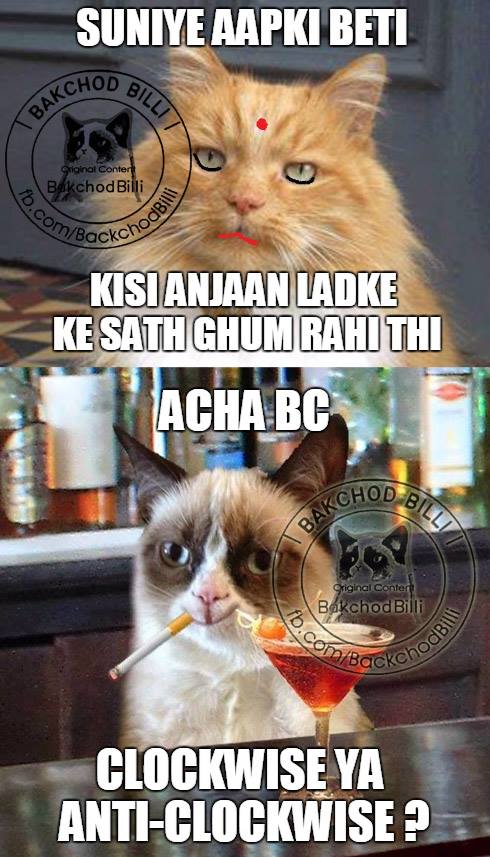 SUNIYE AAPKI BETI
BAKCHOD BILLI
Original Content
BakchodBilli
fb.com/BackchodBilli
KISI ANJAAN LADKE
KE SATH GHUM RAHI THI
ACHA BC
BAKCHOD BILLI
Original Content
BakchodBilli
fb.com/BackchodBilli
CLOCKWISE YA
ANTI-CLOCKWISE ?